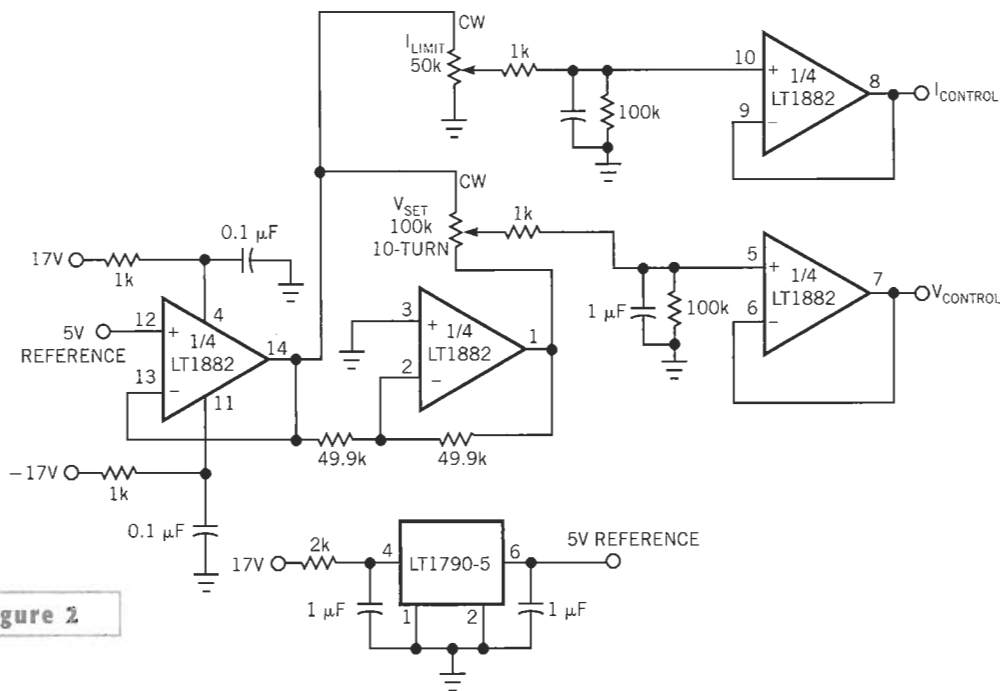 CW
I_LIMIT
50k
1k
100k
10
+
9
−
1/4
LT1882
8
I_CONTROL
CW
V_SET
100k
10-TURN
1k
1 µF
100k
5
+
6
−
1/4
LT1882
7
V_CONTROL
17V
1k
0.1 µF
4
5V
REFERENCE
12
+
13
−
1/4
LT1882
14
11
3
+
2
−
1/4
LT1882
1
49.9k
49.9k
−17V
1k
0.1 µF
17V
2k
4
LT1790-5
6
5V REFERENCE
1 µF
1
2
1 µF
gure 2